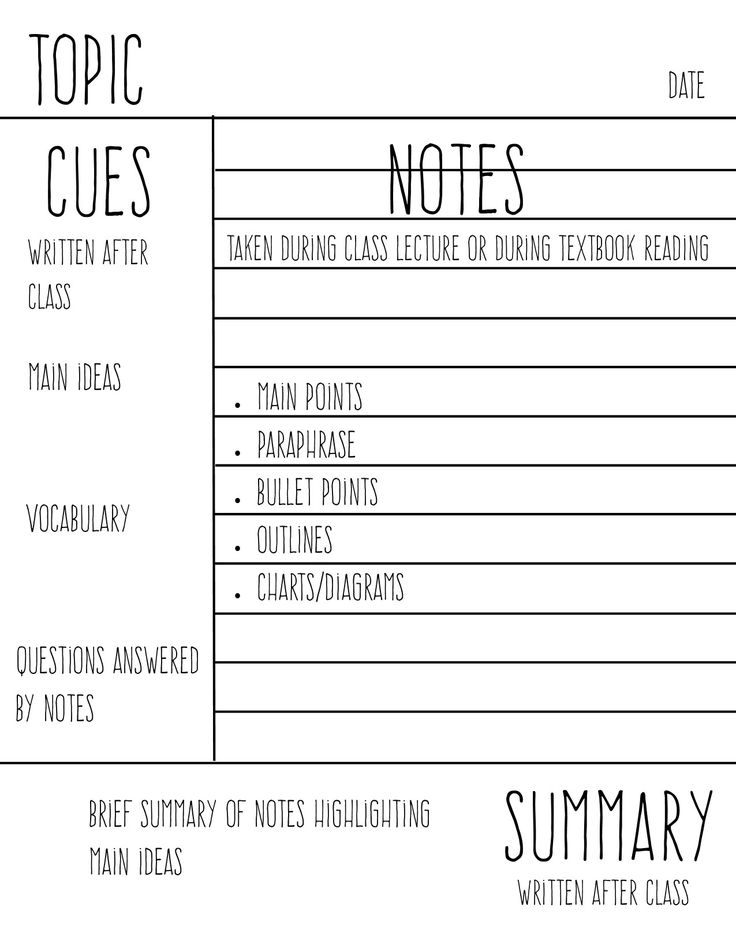 TOPIC
DATE
CUES
WRITTEN AFTER
CLASS
MAIN IDEAS
VOCABULARY
QUESTIONS ANSWERED
BY NOTES
NOTES
TAKEN DURING CLASS LECTURE OR DURING TEXTBOOK READING
• MAIN POINTS
• PARAPHRASE
• BULLET POINTS
• OUTLINES
• CHARTS/DIAGRAMS
BRIEF SUMMARY OF NOTES HIGHLIGHTING
MAIN IDEAS
SUMMARY
WRITTEN AFTER CLASS